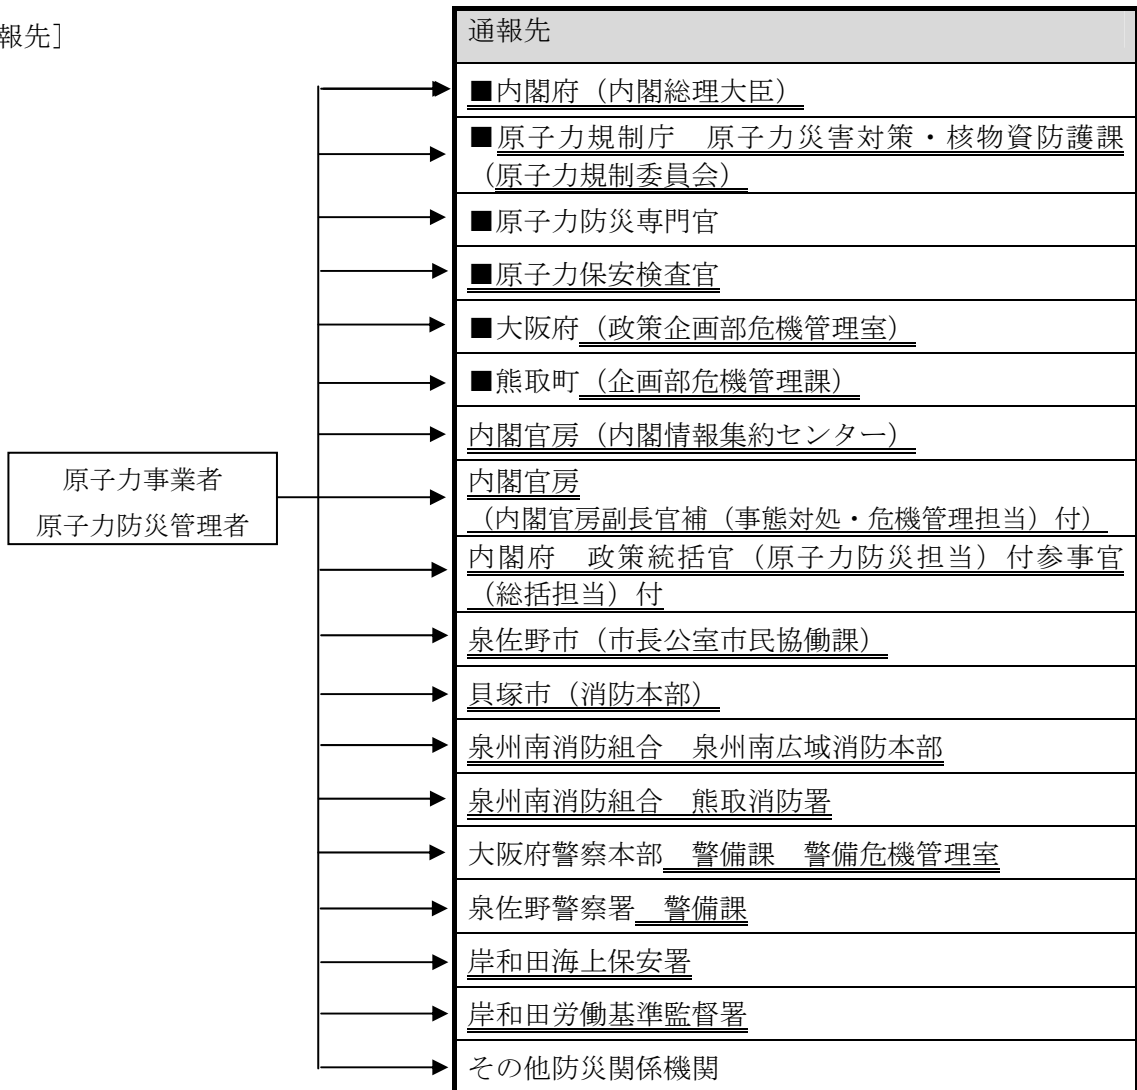 報先］
通報先
■内閣府（内閣総理大臣）
■原子力規制庁　原子力災害対策・核物資防護課
（原子力規制委員会）
■原子力防災専門官
■原子力保安検査官
■大阪府（政策企画部危機管理室）
■熊取町（企画部危機管理課）
内閣官房（内閣情報集約センター）
原子力事業者
原子力防災管理者
内閣官房
（内閣官房副長官補（事態対処・危機管理担当）付）
内閣府　政策統括官（原子力防災担当）付参事官
（総括担当）付
泉佐野市（市長公室市民協働課）
貝塚市（消防本部）
泉州南消防組合　泉州南広域消防本部
泉州南消防組合　熊取消防署
大阪府警察本部　警備課　警備危機管理室
泉佐野警察署　警備課
岸和田海上保安署
岸和田労働基準監督署
その他防災関係機関